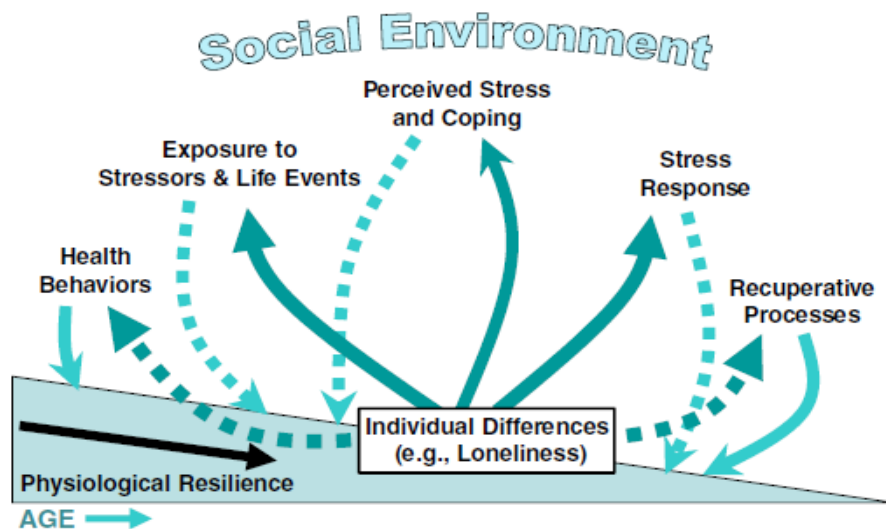 Social Environment
Perceived Stress
and Coping
Exposure to
Stressors & Life Events
Stress
Response
Health
Behaviors
Recuperative
Processes
Individual Differences
(e.g., Loneliness)
Physiological Resilience
AGE